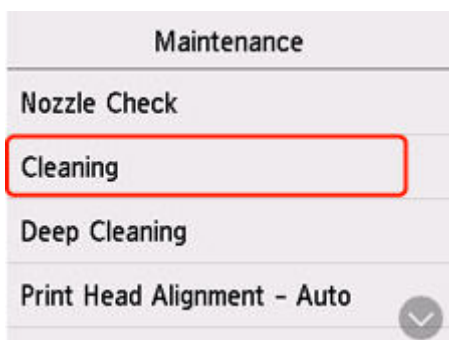 Maintenance
Nozzle Check
Cleaning
Deep Cleaning
Print Head Alignment - Auto